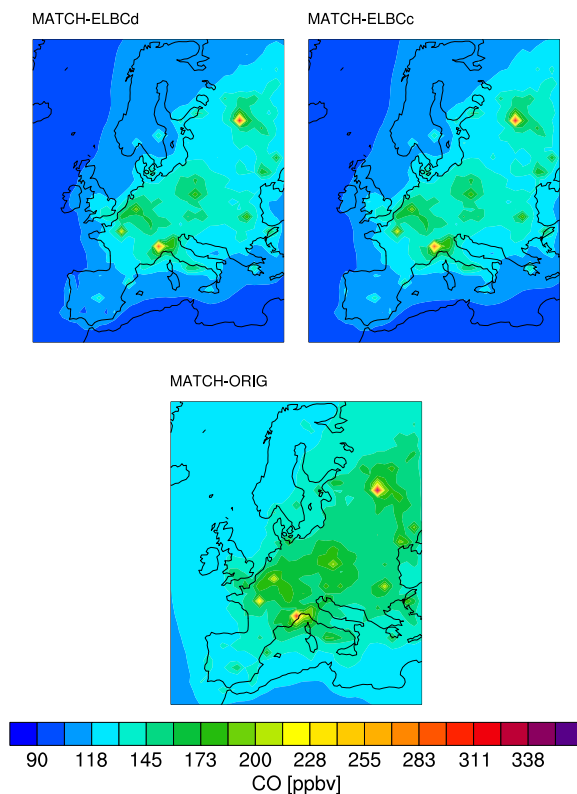 MATCH-ELBCd
MATCH-ELBCc
MATCH-ORIG
90 118 145 173 200 228 255 283 311 338
CO [ppbv]